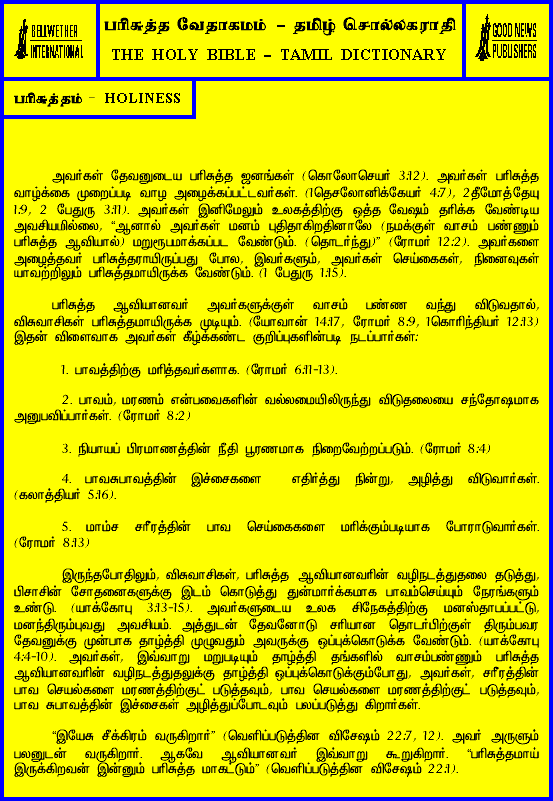 BELLWETHER
INTERNATIONAL
பரிசுத்த வேதாகமம் – தமிழ் சொல்லகராதி
THE HOLY BIBLE – TAMIL DICTIONARY
GOOD NEWS
PUBLISHERS
பரிசுத்தம் – HOLINESS
அவர்கள் தேவனுடைய பரிசுத்த ஜனங்கள் (கொலோசெயர் 3:12). அவர்கள் பரிசுத்த
வாழ்க்கை முறைப்படி வாழ அழைக்கப்பட்டவர்கள். (1தெசலோனிக்கேயர் 4:7), 2தீமோத்தேயு
1:9, 2 பேதுரு 3:11). அவர்கள் இனிமேலும் உலகத்திற்கு ஒத்த வேஷம் தரிக்க வேண்டிய
அவசியமில்லை, “ஆனால் அவர்கள் மனம் புதிதாகிறதினாலே (நமக்குள் வாசம் பண்ணும்
பரிசுத்த ஆவியால்) மறுரூபமாக்கப்பட வேண்டும். (தொடர்ந்து)” (ரோமர் 12:2). அவர்களை
அழைத்தவர் பரிசுத்தராயிருப்பது போல, இவர்களும், அவர்கள் செய்கைகள், நினைவுகள்
யாவற்றிலும் பரிசுத்தமாயிருக்க வேண்டும். (1 பேதுரு 1:15).
பரிசுத்த ஆவியானவர் அவர்களுக்குள் வாசம் பண்ண வந்து விடுவதால்,
விசுவாசிகள் பரிசுத்தமாயிருக்க முடியும். (யோவான் 14:17, ரோமர் 8:9, 1கொரிந்தியர் 12:13)
இதன் விளைவாக அவர்கள் கீழ்க்கண்ட குறிப்புகளின்படி நடப்பார்கள்:
1. பாவத்திற்கு மரித்தவர்களாக. (ரோமர் 6:11-13).
2. பாவம், மரணம் என்பவைகளின் வல்லமையிலிருந்து விடுதலையை சந்தோஷமாக
அனுபவிப்பார்கள். (ரோமர் 8:2)
3. நியாயப் பிரமாணத்தின் நீதி பூரணமாக நிறைவேற்றப்படும். (ரோமர் 8:4)
4. பாவசுபாவத்தின் இச்சைகளை எதிர்த்து நின்று, அழித்து விடுவார்கள்.
(கலாத்தியர் 5:16).
5. மாம்ச சரீரத்தின் பாவ செய்கைகளை மரிக்கும்படியாக போராடுவார்கள்.
(ரோமர் 8:13)
இருந்தபோதிலும், விசுவாசிகள், பரிசுத்த ஆவியானவரின் வழிநடத்துதலை தடுத்து,
பிசாசின் சோதனைகளுக்கு இடம் கொடுத்து துன்மார்க்கமாக பாவம்செய்யும் நேரங்களும்
உண்டு. (யாக்கோபு 3:13-15). அவர்களுடைய உலக சிநேகத்திற்கு மனஸ்தாபப்பட்டு,
மனந்திரும்புவது அவசியம். அத்துடன் தேவனோடு சரியான தொடர்பிற்குள் திரும்பவர
தேவனுக்கு முன்பாக தாழ்த்தி முழுவதும் அவருக்கு ஒப்புக்கொடுக்க வேண்டும். (யாக்கோபு
4:4-10). அவர்கள், இவ்வாறு மறுபடியும் தாழ்த்தி தங்களில் வாசம்பண்ணும் பரிசுத்த
ஆவியானவரின் வழிநடத்துதலுக்கு தாழ்த்தி ஒப்புக்கொடுக்கும்போது, அவர்கள், சரீரத்தின்
பாவ செயல்களை மரணத்திற்குட் படுத்தவும், பாவ செயல்களை மரணத்திற்குட் படுத்தவும்,
பாவ சுபாவத்தின் இச்சைகள் அழித்துப்போடவும் பலப்படுத்து கிறார்கள்.
“இயேசு சீக்கிரம் வருகிறார்” (வெளிப்படுத்தின விசேஷம் 22:7, 12). அவர் அருளும்
பலனுடன் வருகிறார். ஆகவே ஆவியானவர் இவ்வாறு கூறுகிறார். “பரிசுத்தமாய்
இருக்கிறவன் இன்னும் பரிசுத்த மாகட்டும்” (வெளிப்படுத்தின விசேஷம் 22:1).